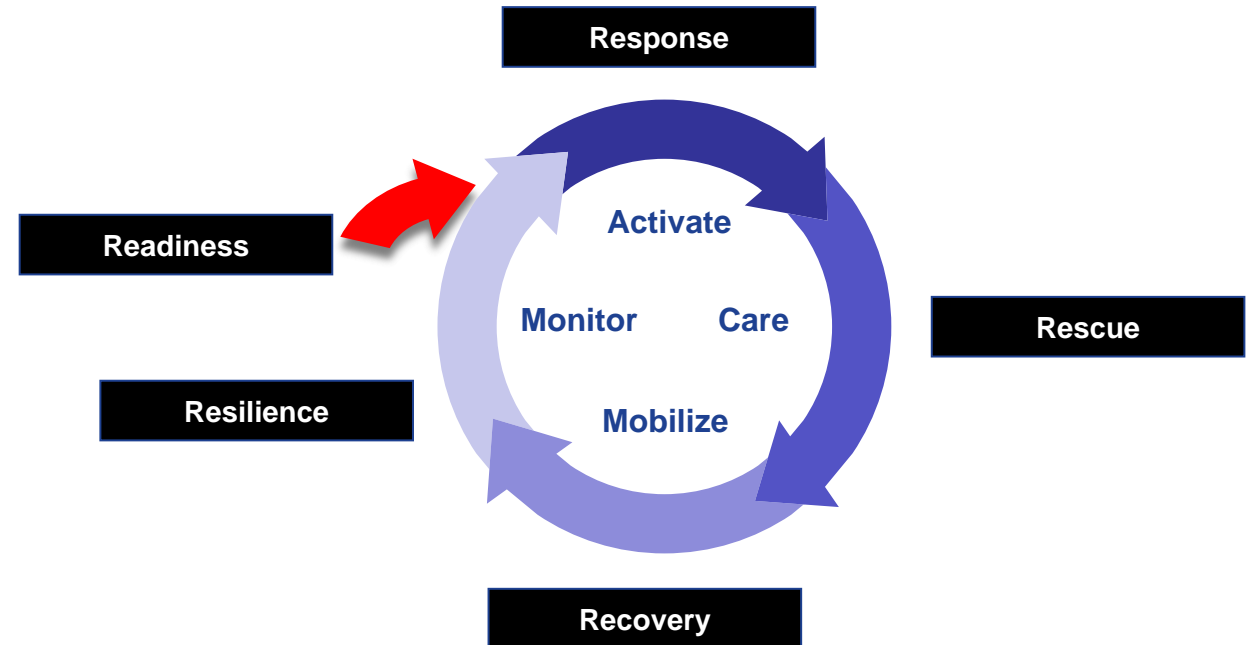 Response
Activate
Readiness
Monitor
Care
Rescue
Resilience
Mobilize
Recovery